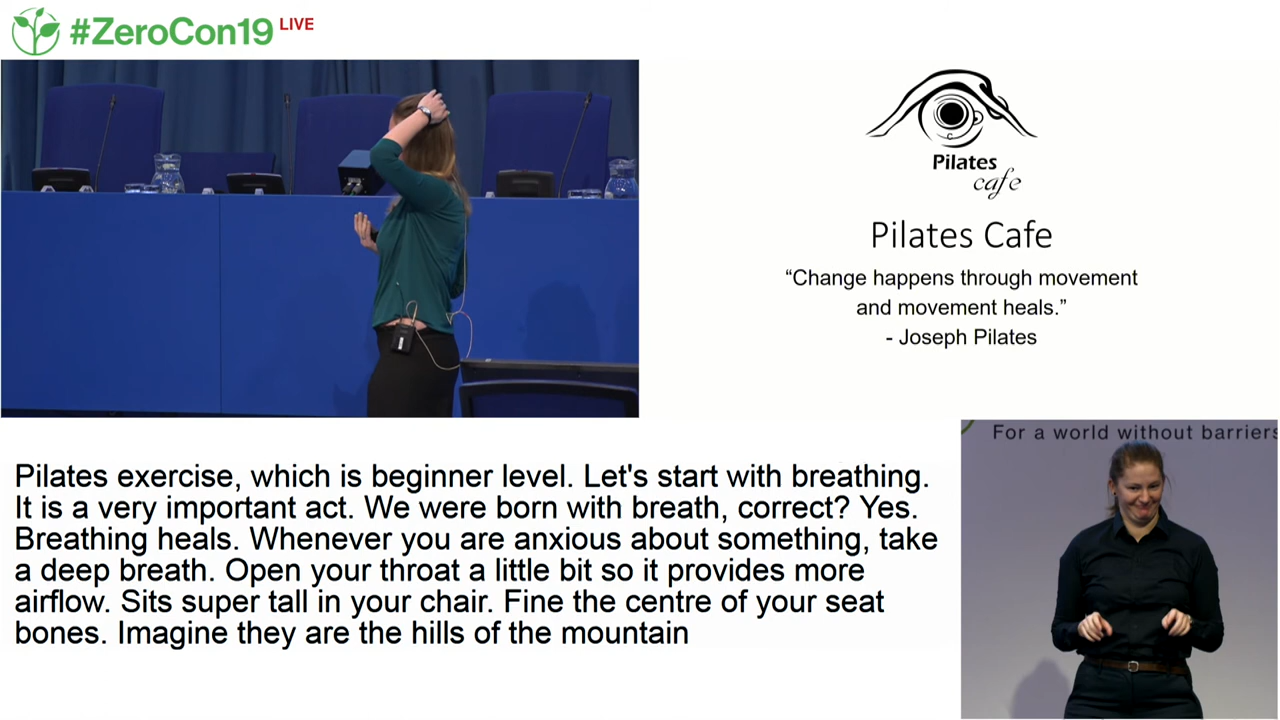 #ZeroCon19 LIVE
Pilates
cafe
Pilates Cafe
“Change happens through movement
and movement heals.”
- Joseph Pilates
For a world without barriers
Pilates exercise, which is beginner level. Let's start with breathing.
It is a very important act. We were born with breath, correct? Yes.
Breathing heals. Whenever you are anxious about something, take
a deep breath. Open your throat a little bit so it provides more
airflow. Sits super tall in your chair. Fine the centre of your seat
bones. Imagine they are the hills of the mountain